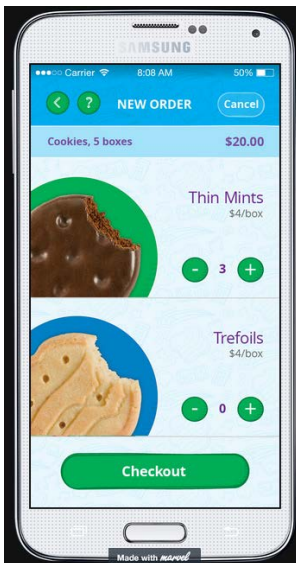 SAMSUNG
Carrier 8:08 AM 50%
< ? NEW ORDER Cancel
Cookies, 5 boxes $20.00
Thin Mints
$4/box
- 3 +
Trefoils
$4/box
- 0 +
Checkout
Made with marvel